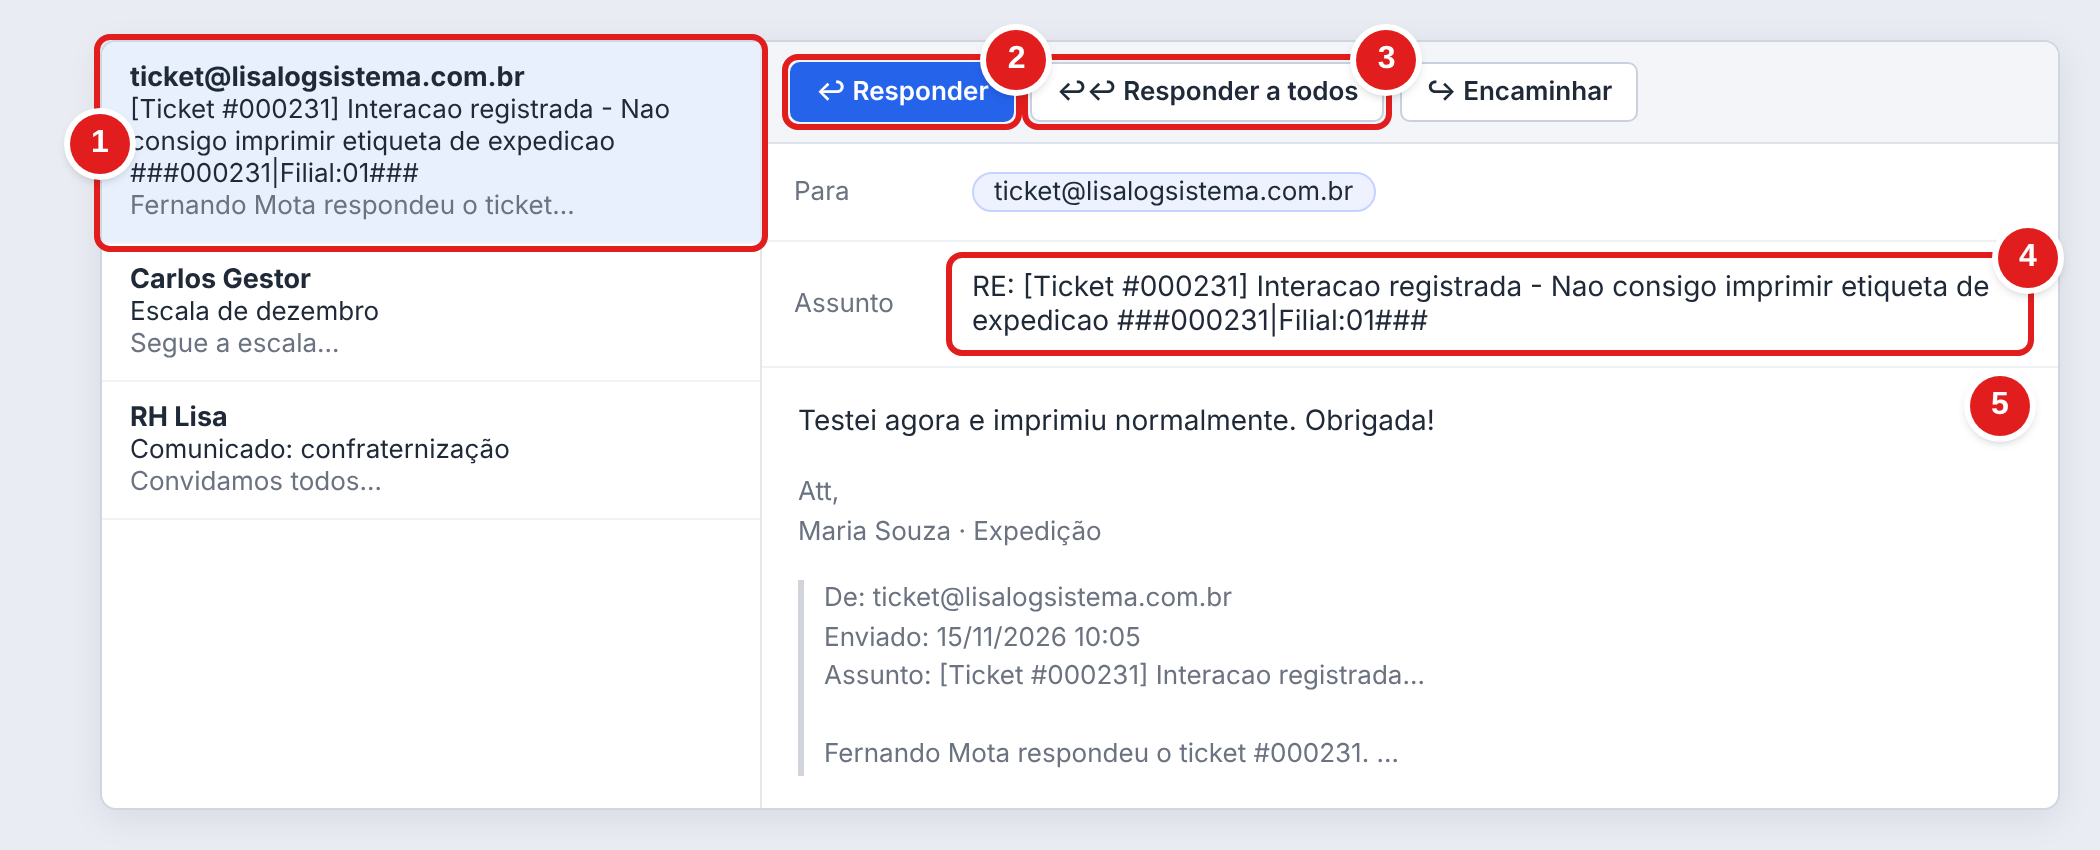 1
ticket@lisalogsistema.com.br
[Ticket #000231] Interacao registrada - Nao
consigo imprimir etiqueta de expedicao
###000231|Filial:01###
Fernando Mota respondeu o ticket...
Carlos Gestor
Escala de dezembro
Segue a escala...
RH Lisa
Comunicado: confraternização
Convidamos todos...
↩ Responder 2
↩↩ Responder a todos 3
↪ Encaminhar
Para ticket@lisalogsistema.com.br
4
Assunto
RE: [Ticket #000231] Interacao registrada - Nao consigo imprimir etiqueta de
expedicao ###000231|Filial:01###
5
Testei agora e imprimiu normalmente. Obrigada!
Att,
Maria Souza · Expedição
De: ticket@lisalogsistema.com.br
Enviado: 15/11/2026 10:05
Assunto: [Ticket #000231] Interacao registrada...
Fernando Mota respondeu o ticket #000231. ...